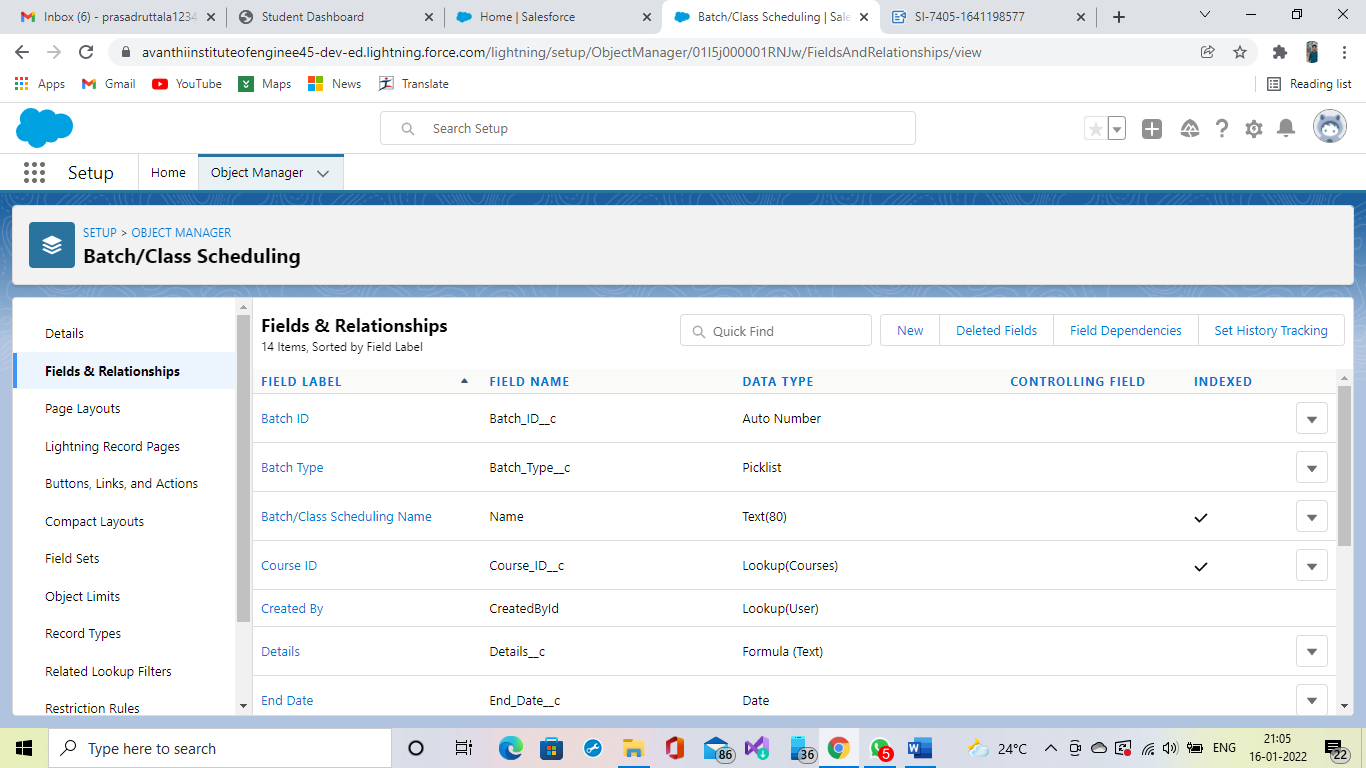 Inbox (6) - prasadruttala1234
Student Dashboard
Home | Salesforce
Batch/Class Scheduling | Sale
SI-7405-1641198577
avanthiinstituteofenginee45-dev-ed.lightning.force.com/lightning/setup/ObjectManager/01I5j000001RNJw/FieldsAndRelationships/view
Apps Gmail YouTube Maps News Translate Reading list
Search Setup
Setup Home Object Manager
SETUP > OBJECT MANAGER
Batch/Class Scheduling
Details
Fields & Relationships
Page Layouts
Lightning Record Pages
Buttons, Links, and Actions
Compact Layouts
Field Sets
Object Limits
Record Types
Related Lookup Filters
Restriction Rules
Fields & Relationships
14 Items, Sorted by Field Label
Quick Find
New Deleted Fields Field Dependencies Set History Tracking
FIELD LABEL FIELD NAME DATA TYPE CONTROLLING FIELD INDEXED
Batch ID Batch_ID__c Auto Number
Batch Type Batch_Type__c Picklist
Batch/Class Scheduling Name Name Text(80)
Course ID Course_ID__c Lookup(Courses)
Created By CreatedById Lookup(User)
Details Details__c Formula (Text)
End Date End_Date__c Date
Type here to search
86
36
5
24°C
ENG
21:05
16-01-2022
22